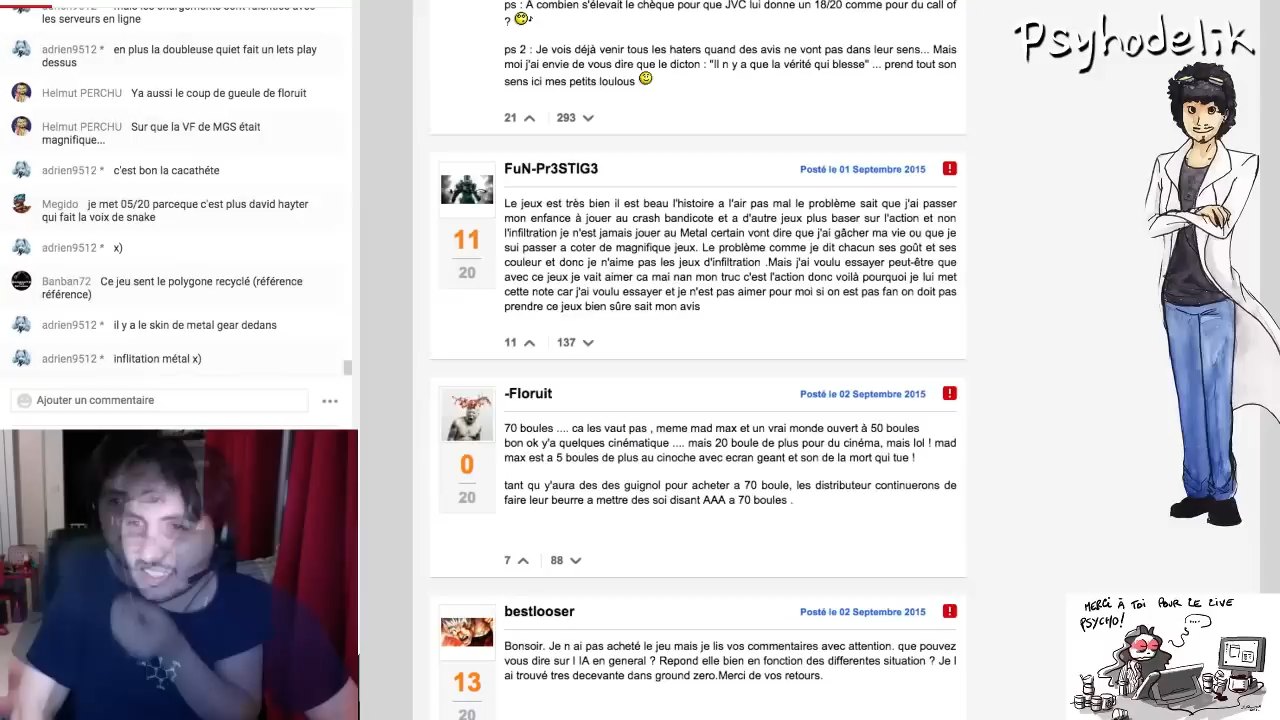 mais les chargements sont ralenties avec
les serveurs en ligne
adrien9512 * en plus la doubleuse quiet fait un lets play
dessus
Helmut PERCHU Ya aussi le coup de gueule de floruit
Helmut PERCHU Sur que la VF de MGS était
magnifique...
adrien9512 * c'est bon la cacathéte
Megido je met 05/20 parceque c'est plus david hayter
qui fait la voix de snake
adrien9512 * x)
Banban72 Ce jeu sent le polygone recyclé (référence
référence)
adrien9512 * il y a le skin de metal gear dedans
adrien9512 * inflitation métal x)
Ajouter un commentaire
ps : A combien s'élevait le chèque pour que JVC lui donne un 18/20 comme pour du call of
?
ps 2 : Je vois déjà venir tous les haters quand des avis ne vont pas dans leur sens... Mais
moi j'ai envie de vous dire que le dicton : "Il n y a que la vérité qui blesse" ... prend tout son
sens ici mes petits loulous
21 293
FuN-Pr3STIG3 Posté le 01 Septembre 2015
11
20
Le jeux est très bien il est beau l'histoire a l'air pas mal le problème sait que j'ai passer
mon enfance à jouer au crash bandicote et a d'autre jeux plus baser sur l'action et non
l'infiltration je n'est jamais jouer au Metal certain vont dire que j'ai gâcher ma vie ou que je
sui passer a coter de magnifique jeux. Le problème comme je dit chacun ses goût et ses
couleur et donc je n'aime pas les jeux d'infiltration .Mais j'ai voulu essayer peut-être que
avec ce jeux je vait aimer ca mai nan mon truc c'est l'action donc voilà pourquoi je lui met
cette note car j'ai voulu essayer et je n'est pas aimer pour moi si on est pas fan on doit pas
prendre ce jeux bien sûre sait mon avis
11 137
-Floruit Posté le 02 Septembre 2015
0
20
70 boules .... ca les vaut pas , meme mad max et un vrai monde ouvert à 50 boules
bon ok y'a quelques cinématique .... mais 20 boule de plus pour du cinéma, mais lol ! mad
max est a 5 boules de plus au cinoche avec ecran geant et son de la mort qui tue !
tant qu y'aura des des guignol pour acheter a 70 boule, les distributeur continuerons de
faire leur beurre a mettre des soi disant AAA a 70 boules .
7 88
bestlooser Posté le 02 Septembre 2015
13
20
Bonsoir. Je n ai pas acheté le jeu mais je lis vos commentaires avec attention. que pouvez
vous dire sur l IA en general ? Repond elle bien en fonction des differentes situation ? Je l
ai trouvé tres decevante dans ground zero.Merci de vos retours.
Psyhodelik
MERCI À TOI POUR LE LIVE
PSYCHO!
(...)